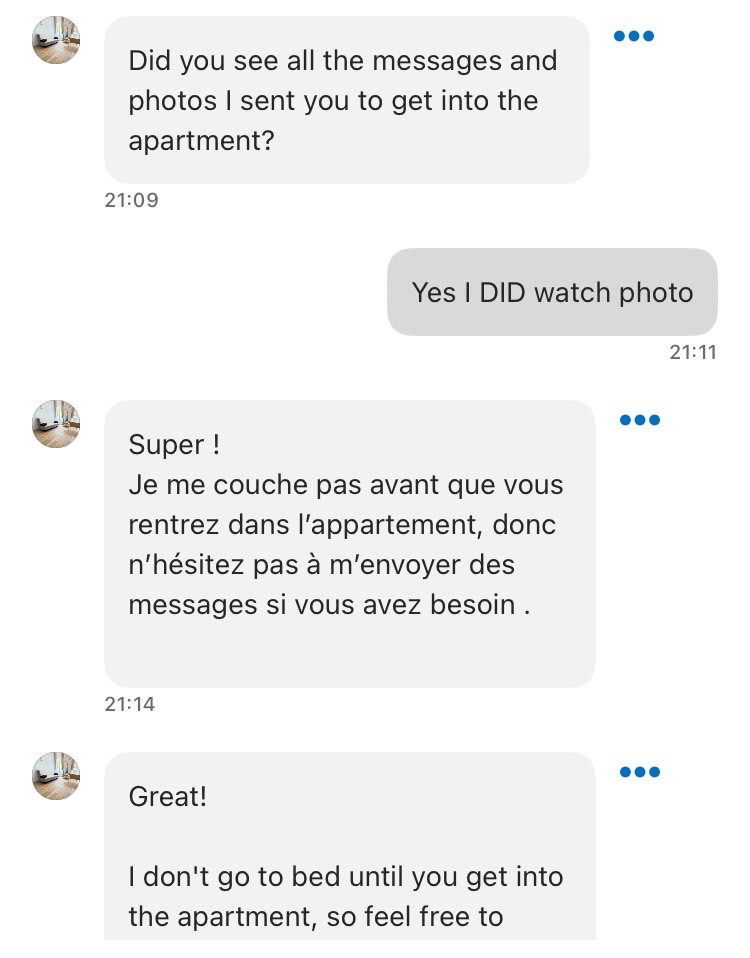 Did you see all the messages and
photos I sent you to get into the
apartment?
21:09
Yes I DID watch photo
21:11
Super !
Je me couche pas avant que vous
rentrez dans l’appartement, donc
n’hésitez pas à m’envoyer des
messages si vous avez besoin .
21:14
Great!
I don't go to bed until you get into
the apartment, so feel free to